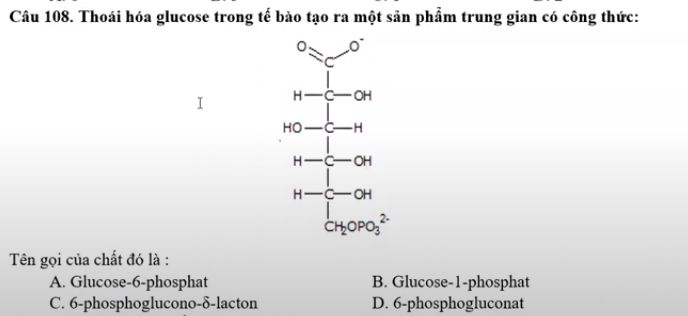 Câu 108. Thoái hóa glucose trong tế bào tạo ra một sản phẩm trung gian có công thức:
O O⁻
C
H—C—OH
HO—C—H
H—C—OH
H—C—OH
CH₂OPO₃²⁻
Tên gọi của chất đó là :
A. Glucose-6-phosphat B. Glucose-1-phosphat
C. 6-phosphoglucono-δ-lacton D. 6-phosphogluconat